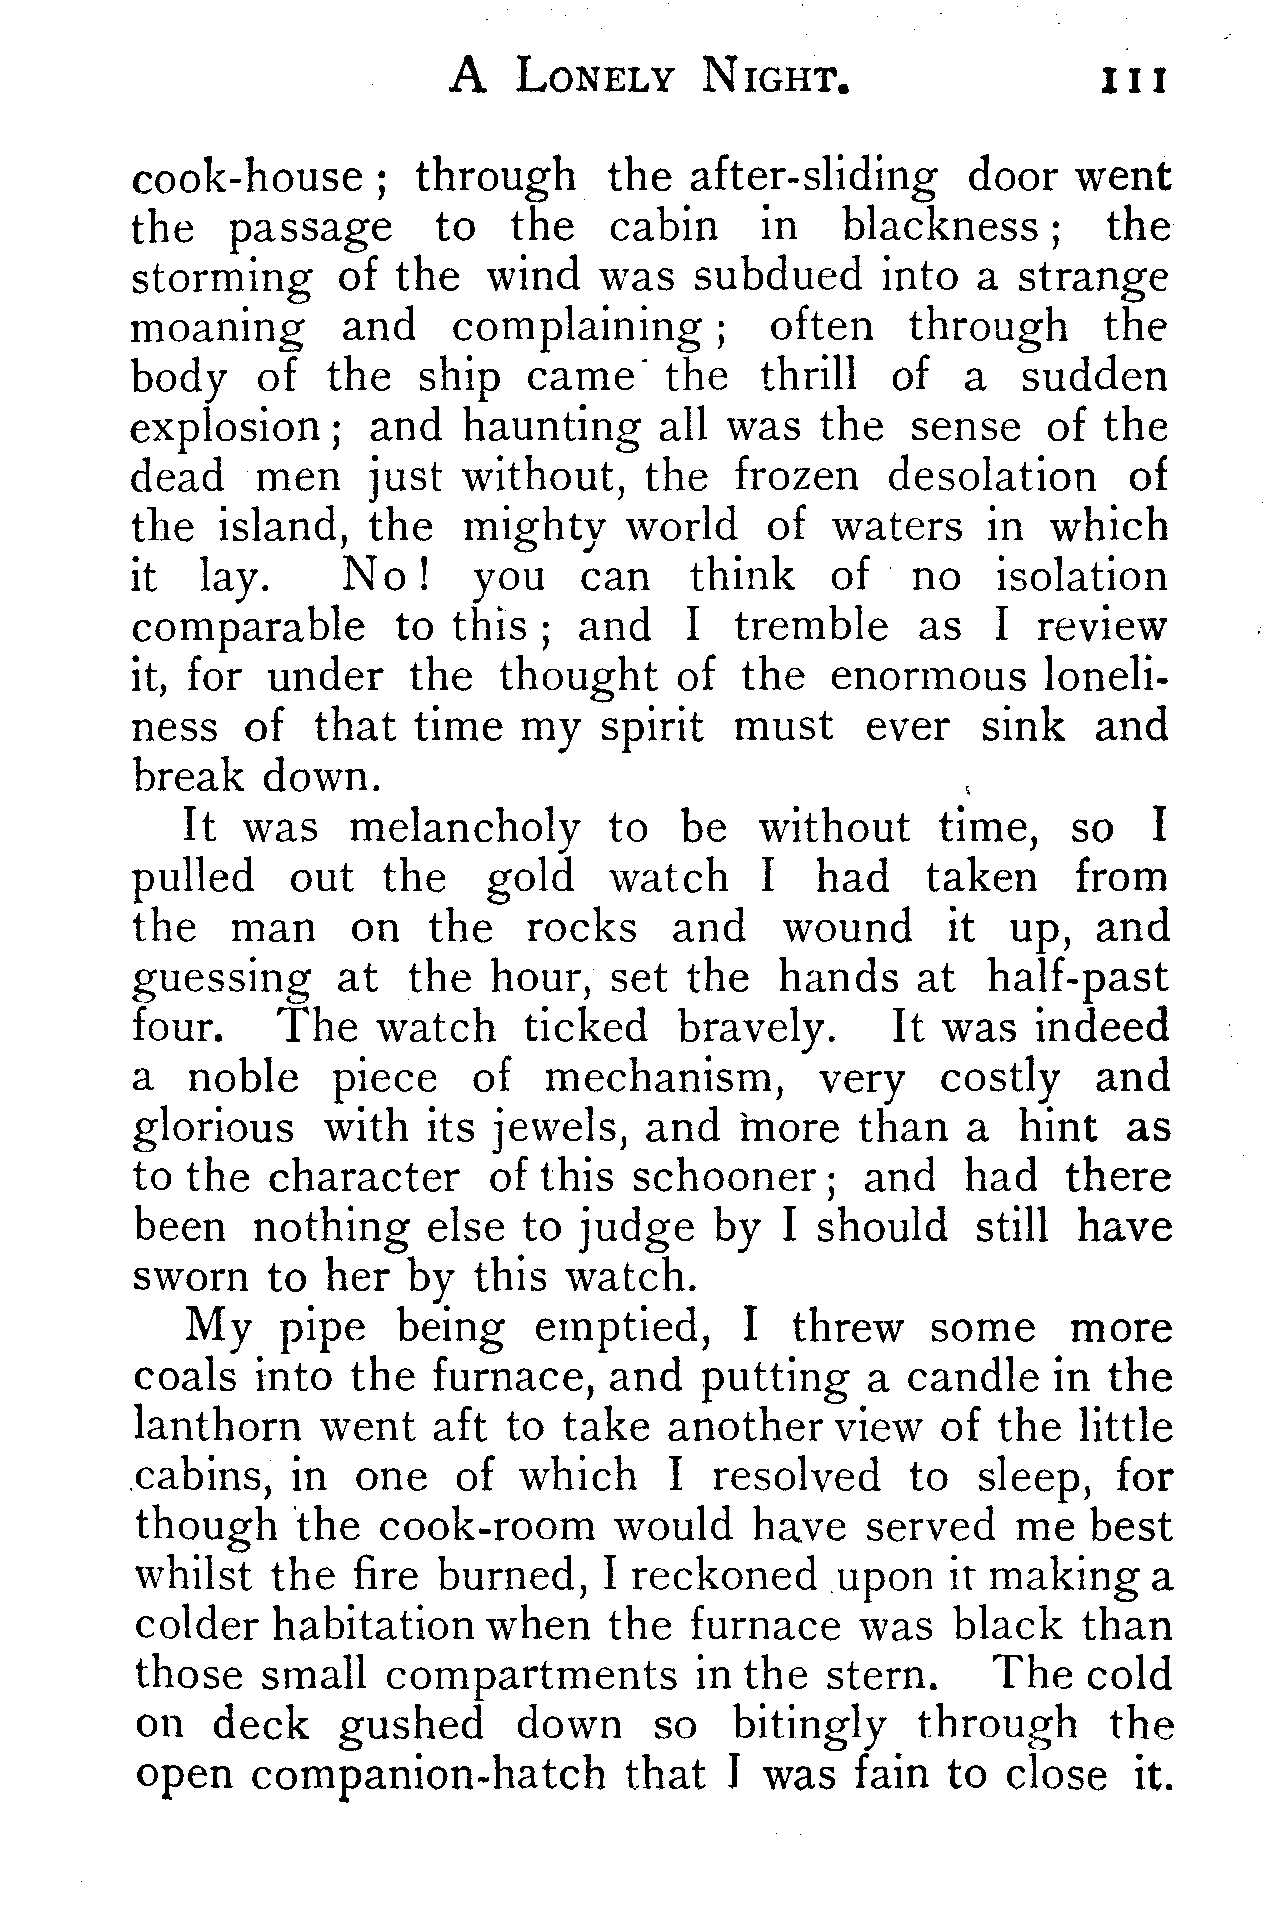 A Lonely Night. 111
cook-house ; through the after-sliding door went
the passage to the cabin in blackness ; the
storming of the wind was subdued into a strange
moaning and complaining ; often through the
body of the ship came the thrill of a sudden
explosion ; and haunting all was the sense of the
dead men just without, the frozen desolation of
the island, the mighty world of waters in which
it lay. No ! you can think of no isolation
comparable to this ; and I tremble as I review
it, for under the thought of the enormous loneli-
ness of that time my spirit must ever sink and
break down.
It was melancholy to be without time, so I
pulled out the gold watch I had taken from
the man on the rocks and wound it up, and
guessing at the hour, set the hands at half-past
four. The watch ticked bravely. It was indeed
a noble piece of mechanism, very costly and
glorious with its jewels, and more than a hint as
to the character of this schooner ; and had there
been nothing else to judge by I should still have
sworn to her by this watch.
My pipe being emptied, I threw some more
coals into the furnace, and putting a candle in the
lanthorn went aft to take another view of the little
cabins, in one of which I resolved to sleep, for
though the cook-room would have served me best
whilst the fire burned, I reckoned upon it making a
colder habitation when the furnace was black than
those small compartments in the stern. The cold
on deck gushed down so bitingly through the
open companion-hatch that I was fain to close it.